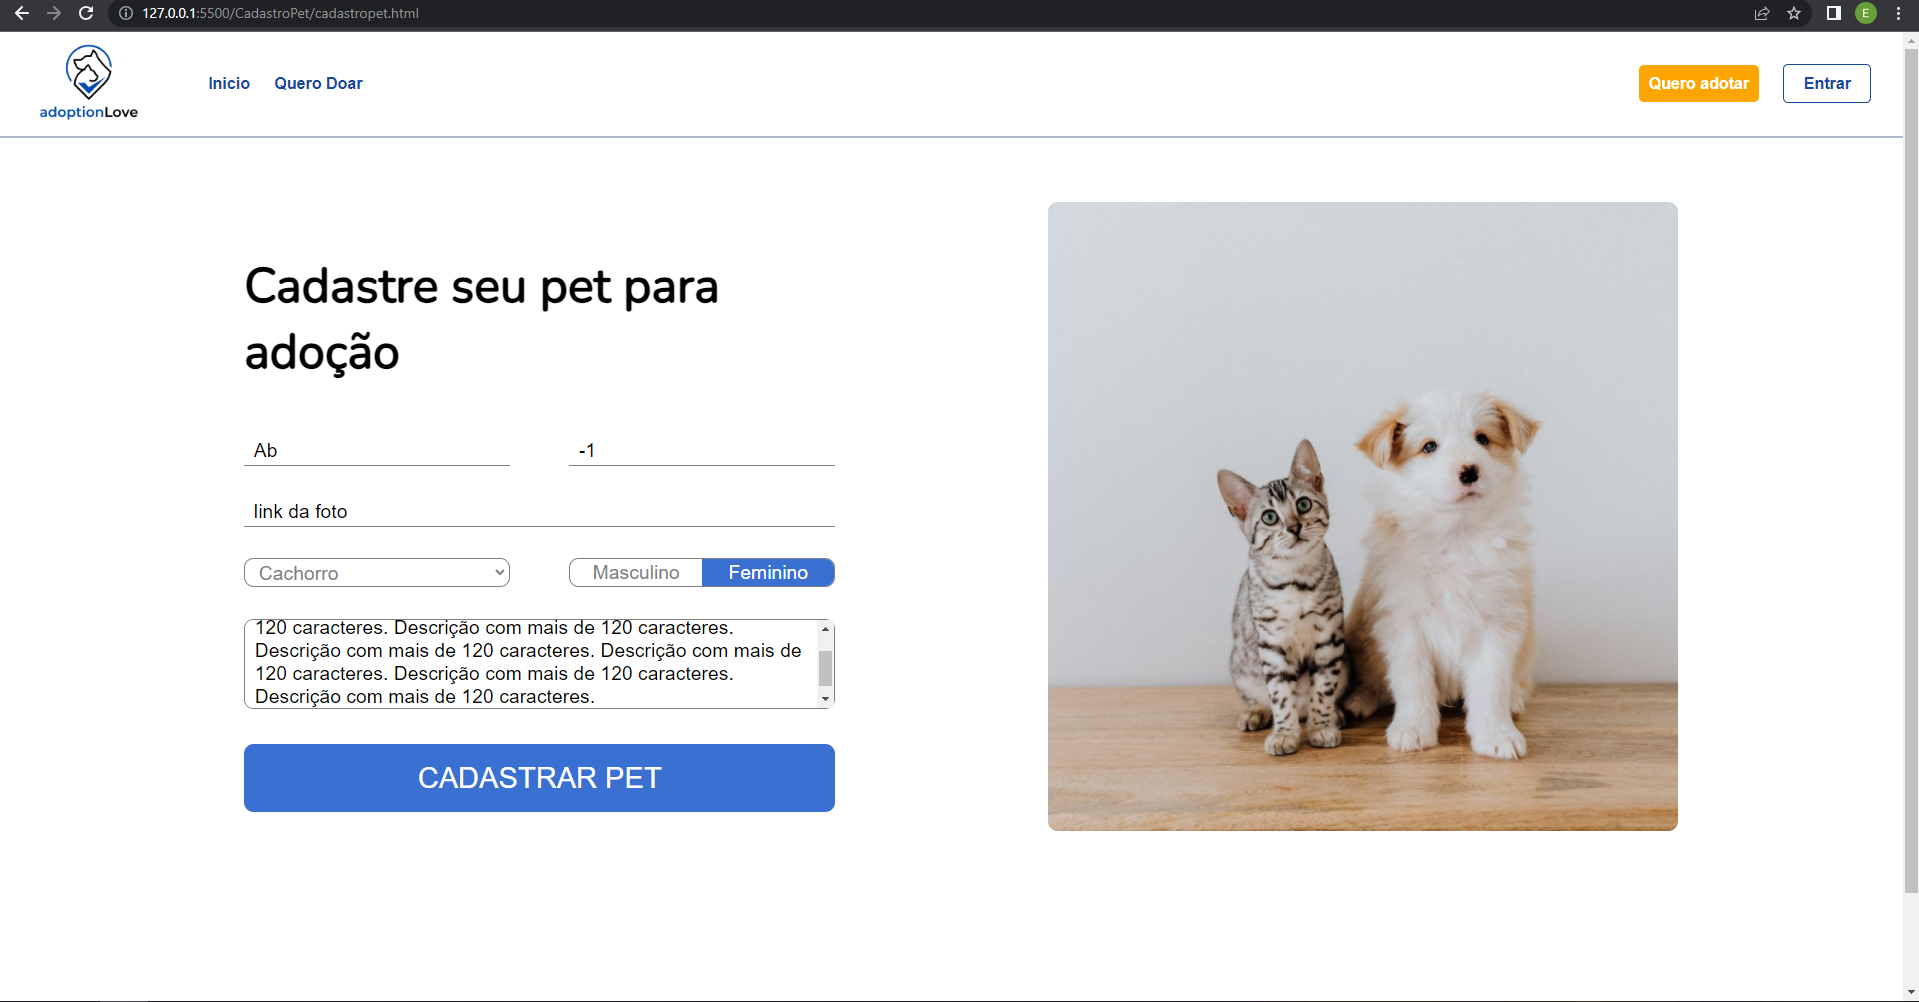 127.0.0.1:5500/CadastroPet/cadastropet.html
E
adoptionLove
Inicio
Quero Doar
Quero adotar
Entrar
Cadastre seu pet para
adoção
Ab
-1
link da foto
Cachorro
Masculino
Feminino
120 caracteres. Descrição com mais de 120 caracteres.
Descrição com mais de 120 caracteres. Descrição com mais de
120 caracteres. Descrição com mais de 120 caracteres.
Descrição com mais de 120 caracteres.
CADASTRAR PET